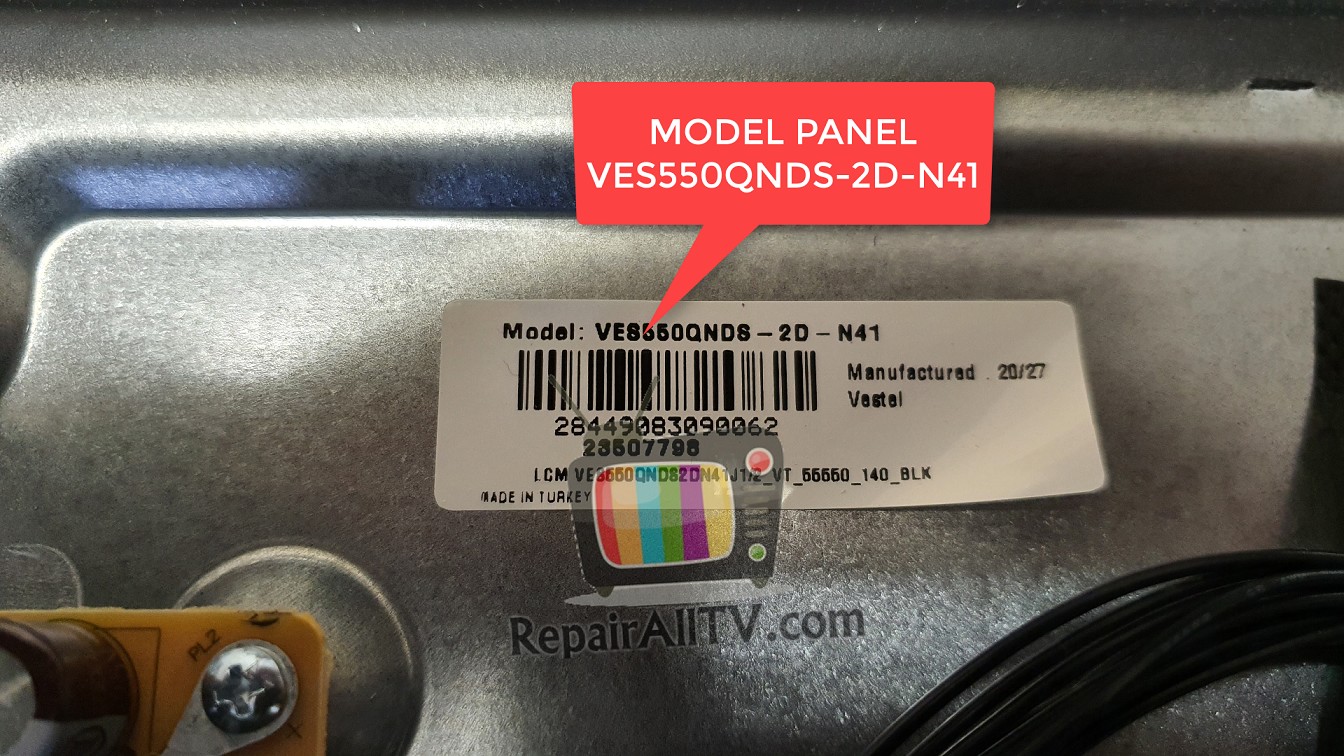 MODEL PANEL
VES550QNDS-2D-N41
Model: VES550QNDS-2D-N41
Manufactured . 20/27
Vestel
28449083090062
23507798
LCM VES550QNDS2DN41J1/2_VT_55550_140_BLK
MADE IN TURKEY
PL2
RepairAllTV.com